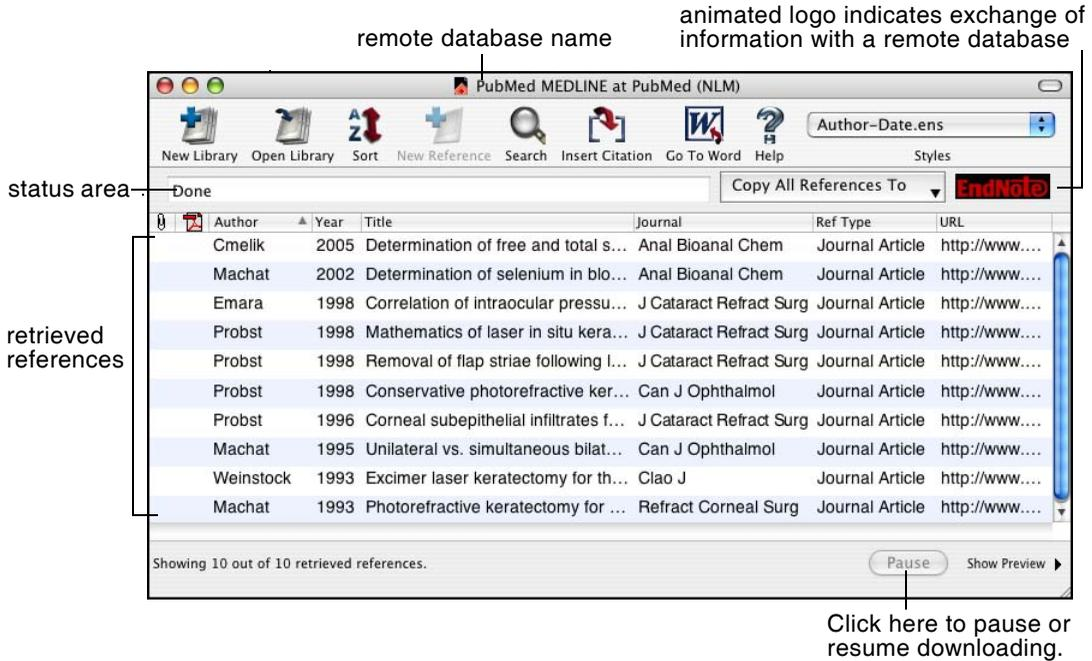 animated logo indicates exchange of
information with a remote database
remote database name
PubMed MEDLINE at PubMed (NLM)
New Library Open Library Sort New Reference Search Insert Citation Go To Word Help Author-Date.ens Styles
status area
Done Copy All References To EndNote
Author Year Title Journal Ref Type URL
Cmelik 2005 Determination of free and total s... Anal Bioanal Chem Journal Article http://www....
Machat 2002 Determination of selenium in blo... Anal Bioanal Chem Journal Article http://www....
Emara 1998 Correlation of intraocular pressu... J Cataract Refract Surg Journal Article http://www....
Probst 1998 Mathematics of laser in situ kera... J Cataract Refract Surg Journal Article http://www....
Probst 1998 Removal of flap striae following l... J Cataract Refract Surg Journal Article http://www....
Probst 1998 Conservative photorefractive ker... Can J Ophthalmol Journal Article http://www....
Probst 1996 Corneal subepithelial infiltrates f... J Cataract Refract Surg Journal Article http://www....
Machat 1995 Unilateral vs. simultaneous bilat... Can J Ophthalmol Journal Article http://www....
Weinstock 1993 Excimer laser keratectomy for th... Clao J Journal Article http://www....
Machat 1993 Photorefractive keratectomy for ... Refract Corneal Surg Journal Article http://www....
retrieved
references
Showing 10 out of 10 retrieved references. Pause Show Preview
Click here to pause or
resume downloading.